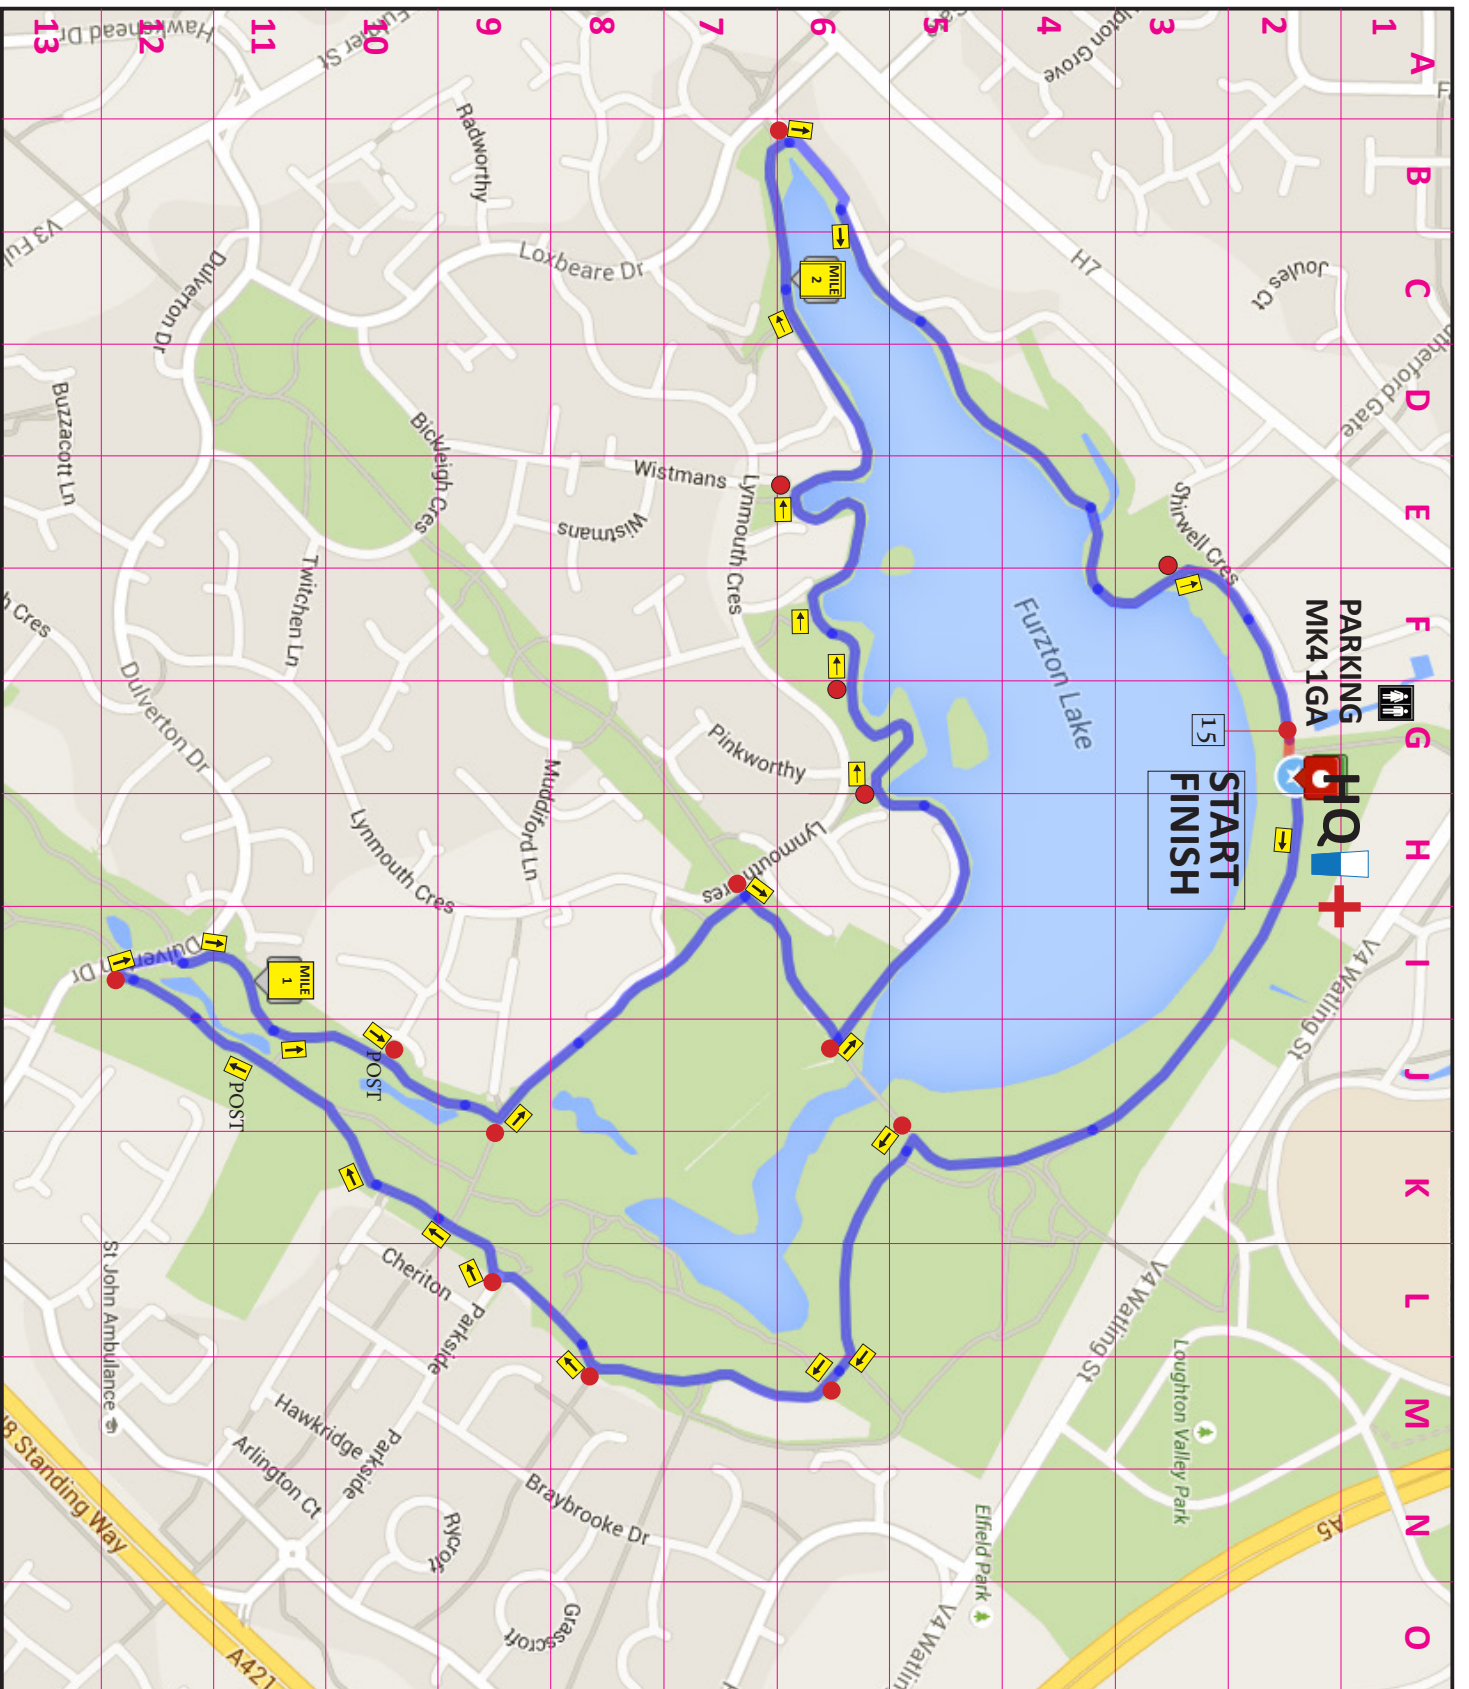 A
B
C
D
E
F
G
H
I
J
K
L
M
N
O
1
2
3
4
5
6
7
8
9
10
11
12
13
PARKING
MK4 1GA
HQ
START
FINISH
15
Furzton Lake
MILE
1
MILE
2
POST
POST
H7
Joules Ct
Shirwell Cres
V4 Watling St
V4 Watling St
Loughton Valley Park
A5
Elfield Park
Fulmer St
Hawkshead Dr
Radworthy
Loxbeare Dr
Dulverton Dr
Buzzacott Ln
Bickleigh Cres
Wistmans
Wistmans
Lynmouth Cres
Twitchen Ln
Dulverton Dr
Pinkworthy
Mudditord Ln
Lynmouth Cres
Lynmouth Cres
Cheriton
Parkside
Parkside
St John Ambulance
Hawkridge
Arlington Ct
Braybrooke Dr
Rycroft
Grasscroft
A421